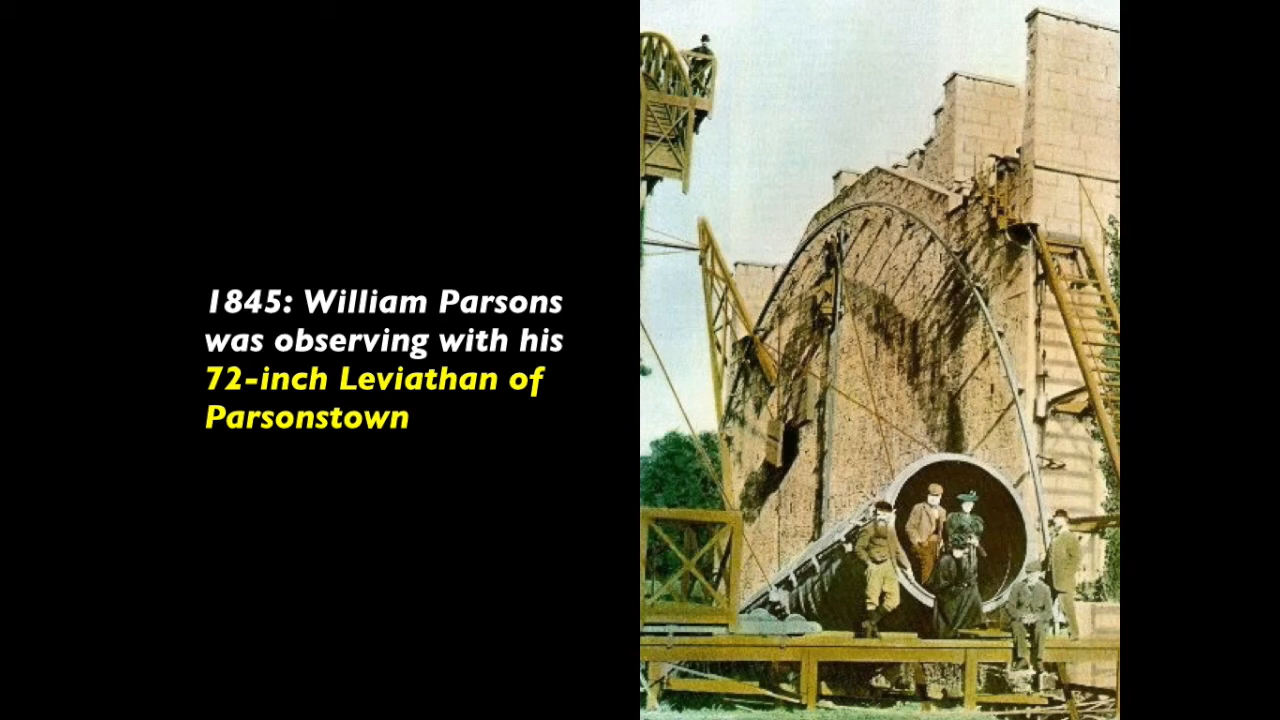 1845: William Parsons
was observing with his
72-inch Leviathan of
Parsonstown